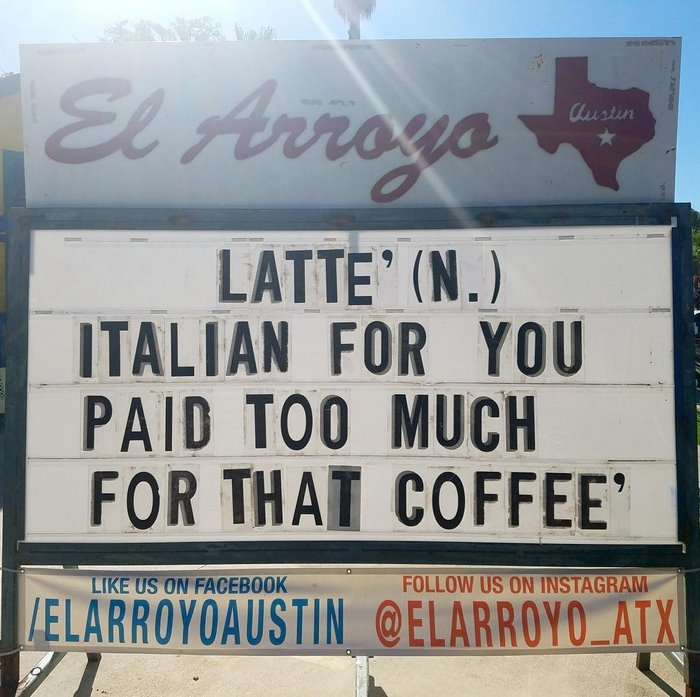 El Arroyo
Austin
LATTE’ (N.)
ITALIAN FOR YOU
PAID TOO MUCH
FOR THAT COFFEE’
LIKE US ON FACEBOOK
/ELARROYOAUSTIN
FOLLOW US ON INSTAGRAM
@ELARROYO_ATX